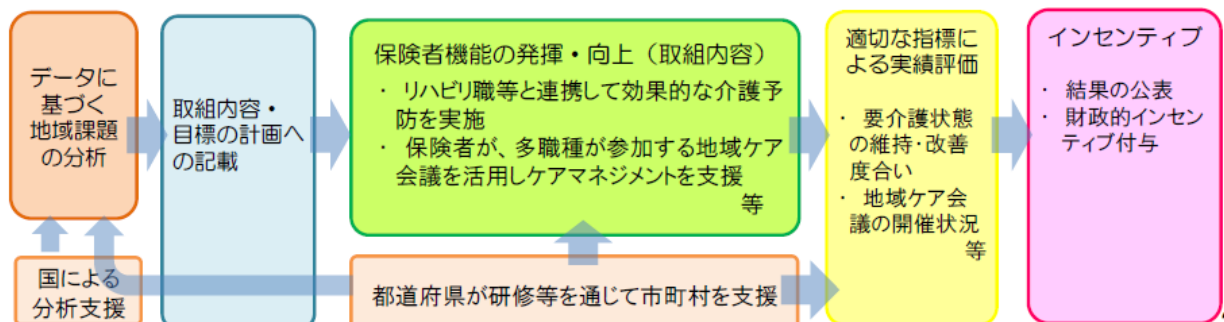 データに
基づく
地域課題
の分析
取組内容・
目標の計画へ
の記載
保険者機能の発揮・向上（取組内容）
・ リハビリ職等と連携して効果的な介護予
防を実施
・ 保険者が、多職種が参加する地域ケア
会議を活用しケアマネジメントを支援
等
適切な指標に
よる実績評価
・ 要介護状態
の維持・改善
度合い
・ 地域ケア会
議の開催状況
等
インセンティブ
・ 結果の公表
・ 財政的インセン
ティブ付与
国による
分析支援
都道府県が研修等を通じて市町村を支援